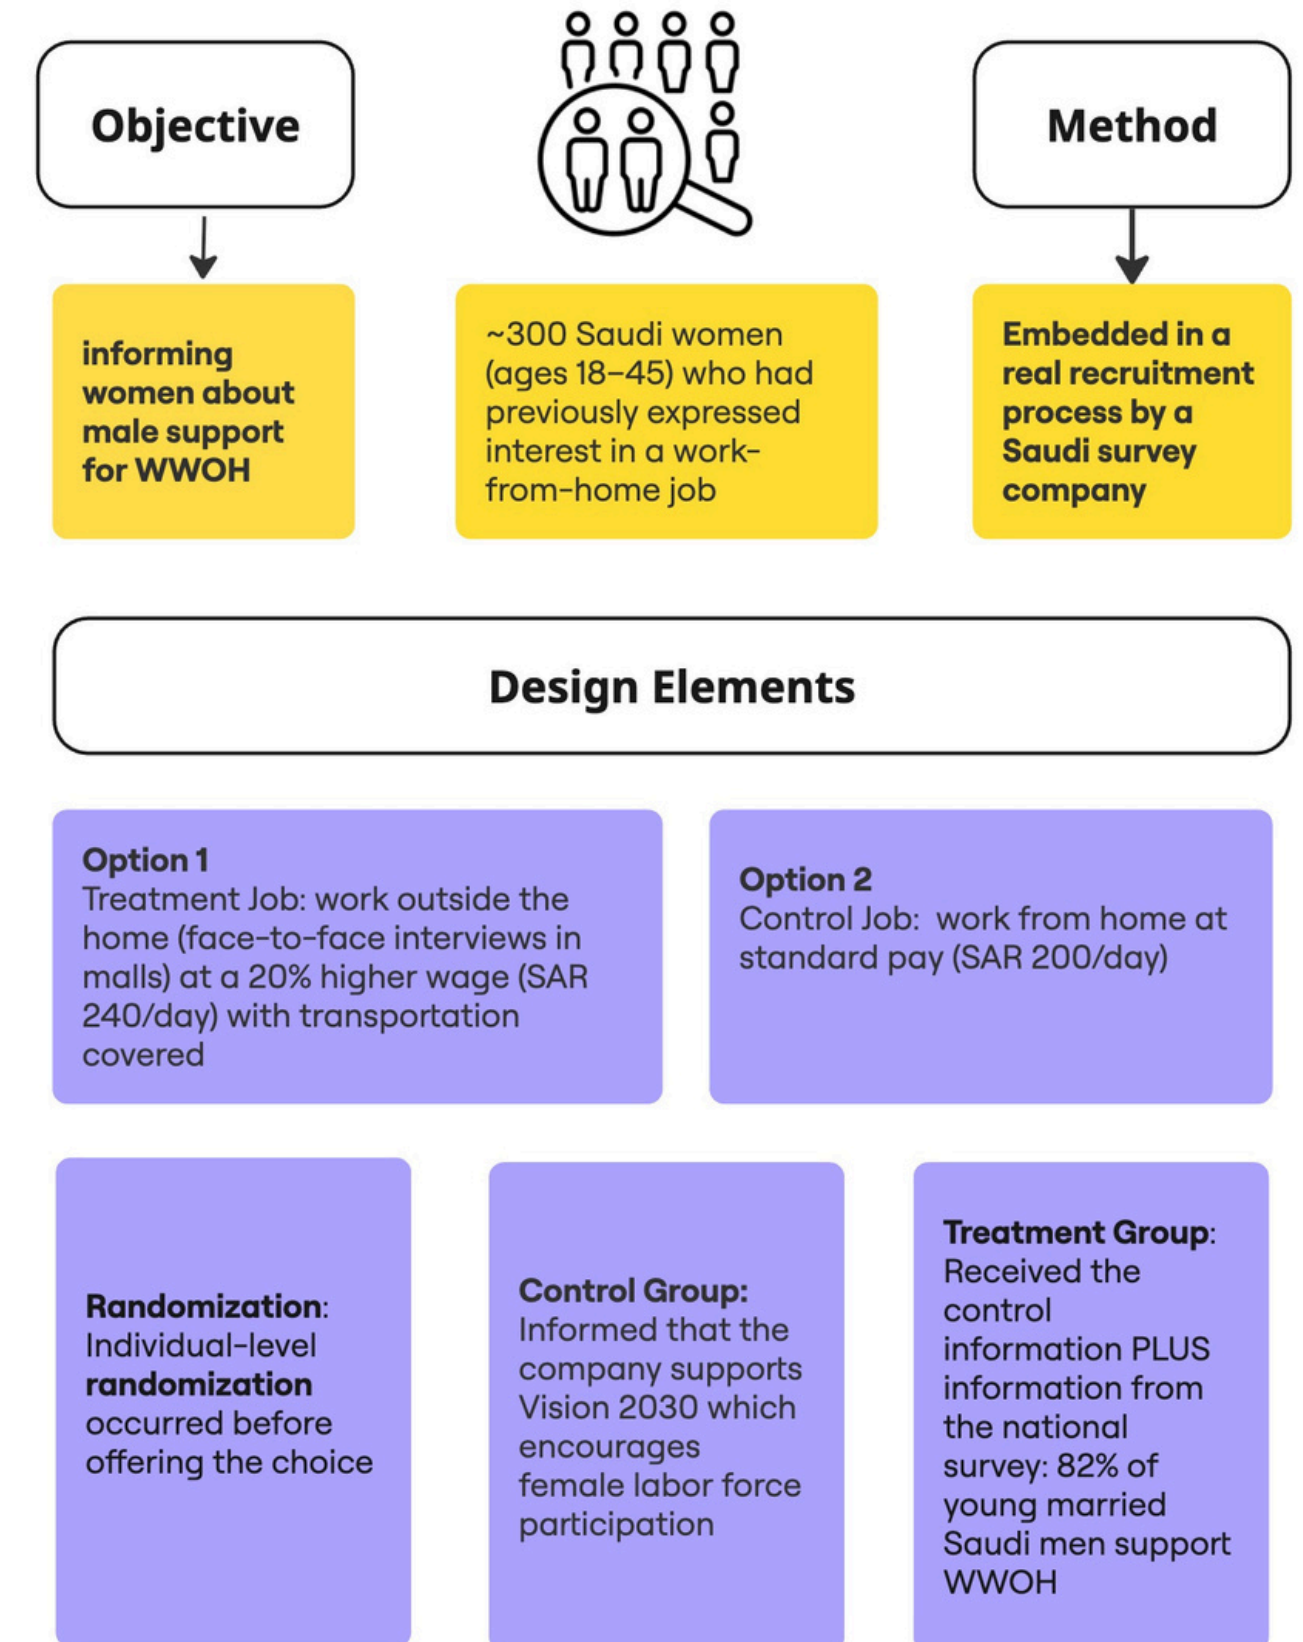 Objective
Method
informing
women about
male support
for WWOH
~300 Saudi women
(ages 18–45) who had
previously expressed
interest in a work-
from-home job
Embedded in a
real recruitment
process by a
Saudi survey
company
Design Elements
Option 1
Treatment Job: work outside the
home (face-to-face interviews in
malls) at a 20% higher wage (SAR
240/day) with transportation
covered
Option 2
Control Job:  work from home at
standard pay (SAR 200/day)
Randomization:
Individual-level
randomization
occurred before
offering the choice
Control Group:
Informed that the
company supports
Vision 2030 which
encourages
female labor force
participation
Treatment Group:
Received the
control
information PLUS
information from
the national
survey: 82% of
young married
Saudi men support
WWOH